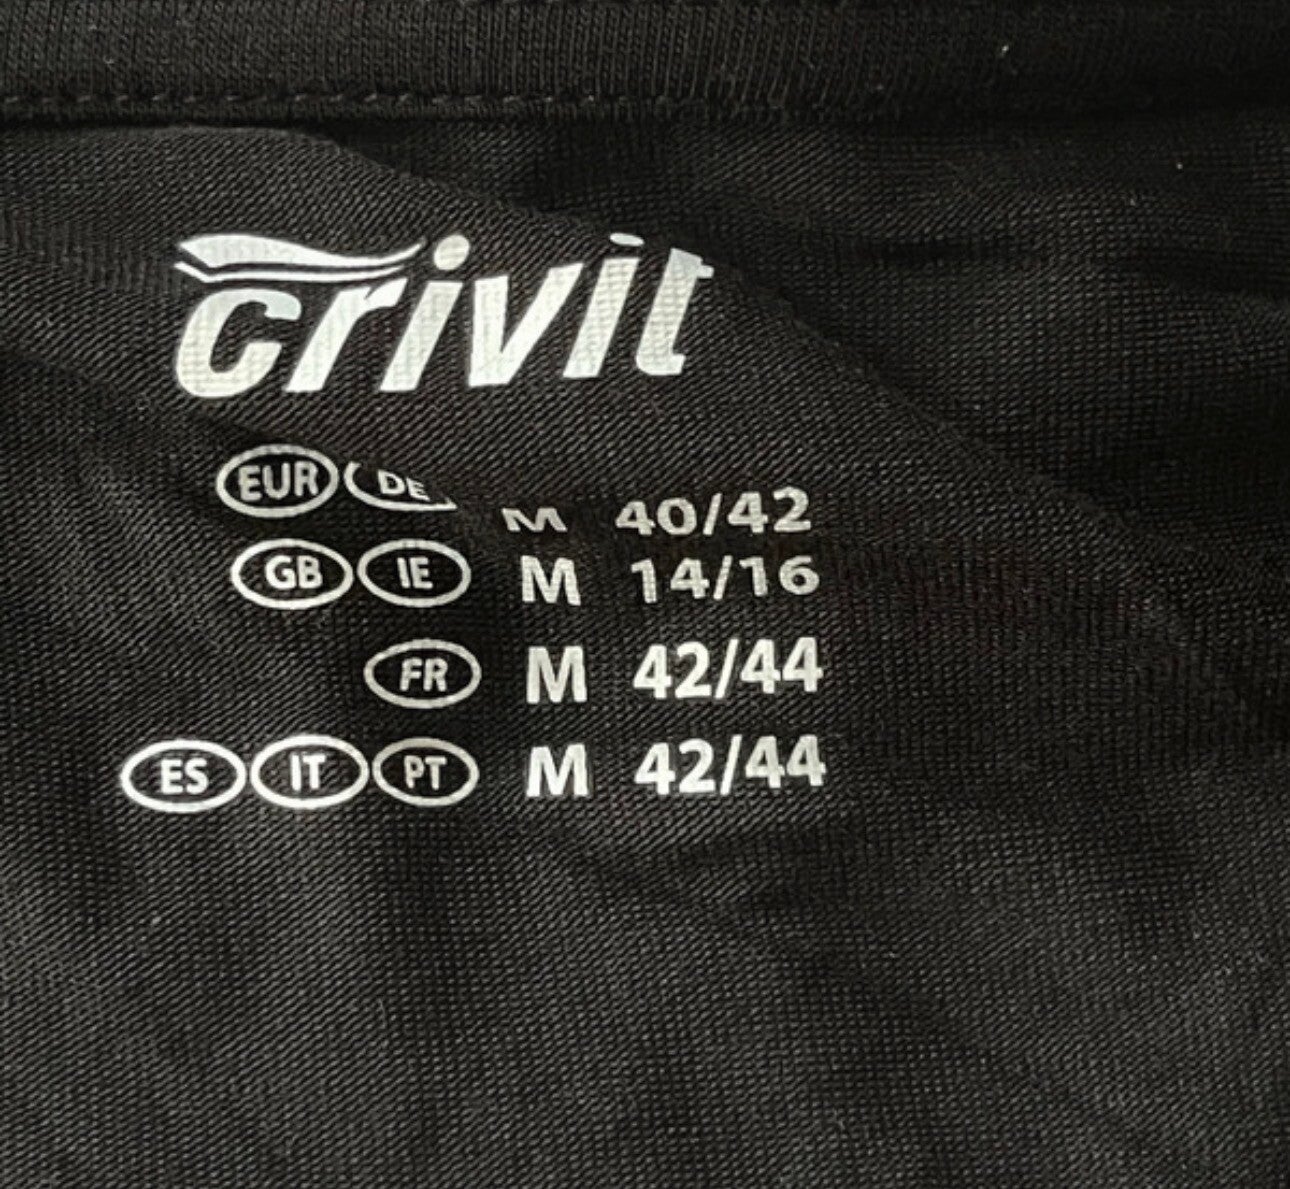 crivit
EUR DE M 40/42
GB IE M 14/16
FR M 42/44
ES IT PT M 42/44